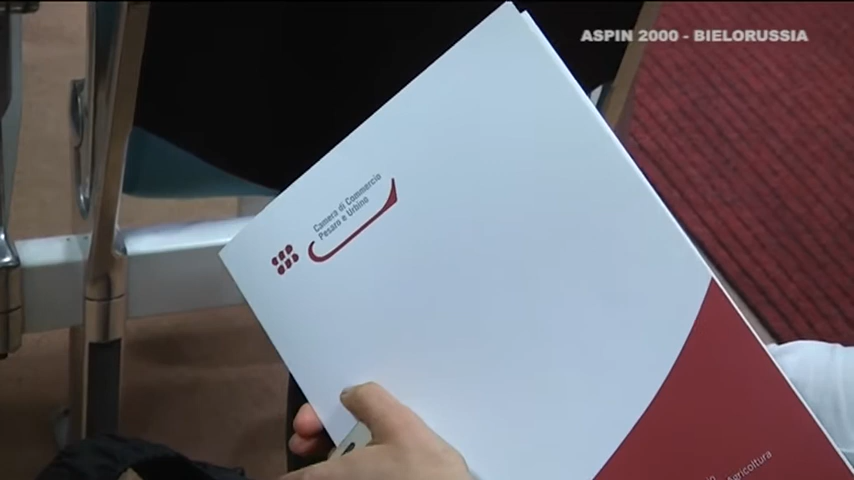 ASPIN 2000 - BIELORUSSIA
Camera di Commercio
Pesaro e Urbino
Agricoltura